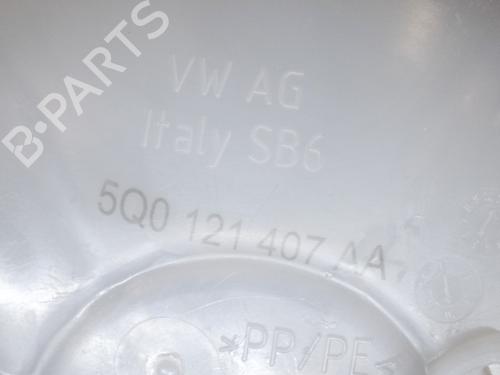 B-PARTS
VW AG
Italy SB6
5Q0 121 407 AA
>PP/PE<